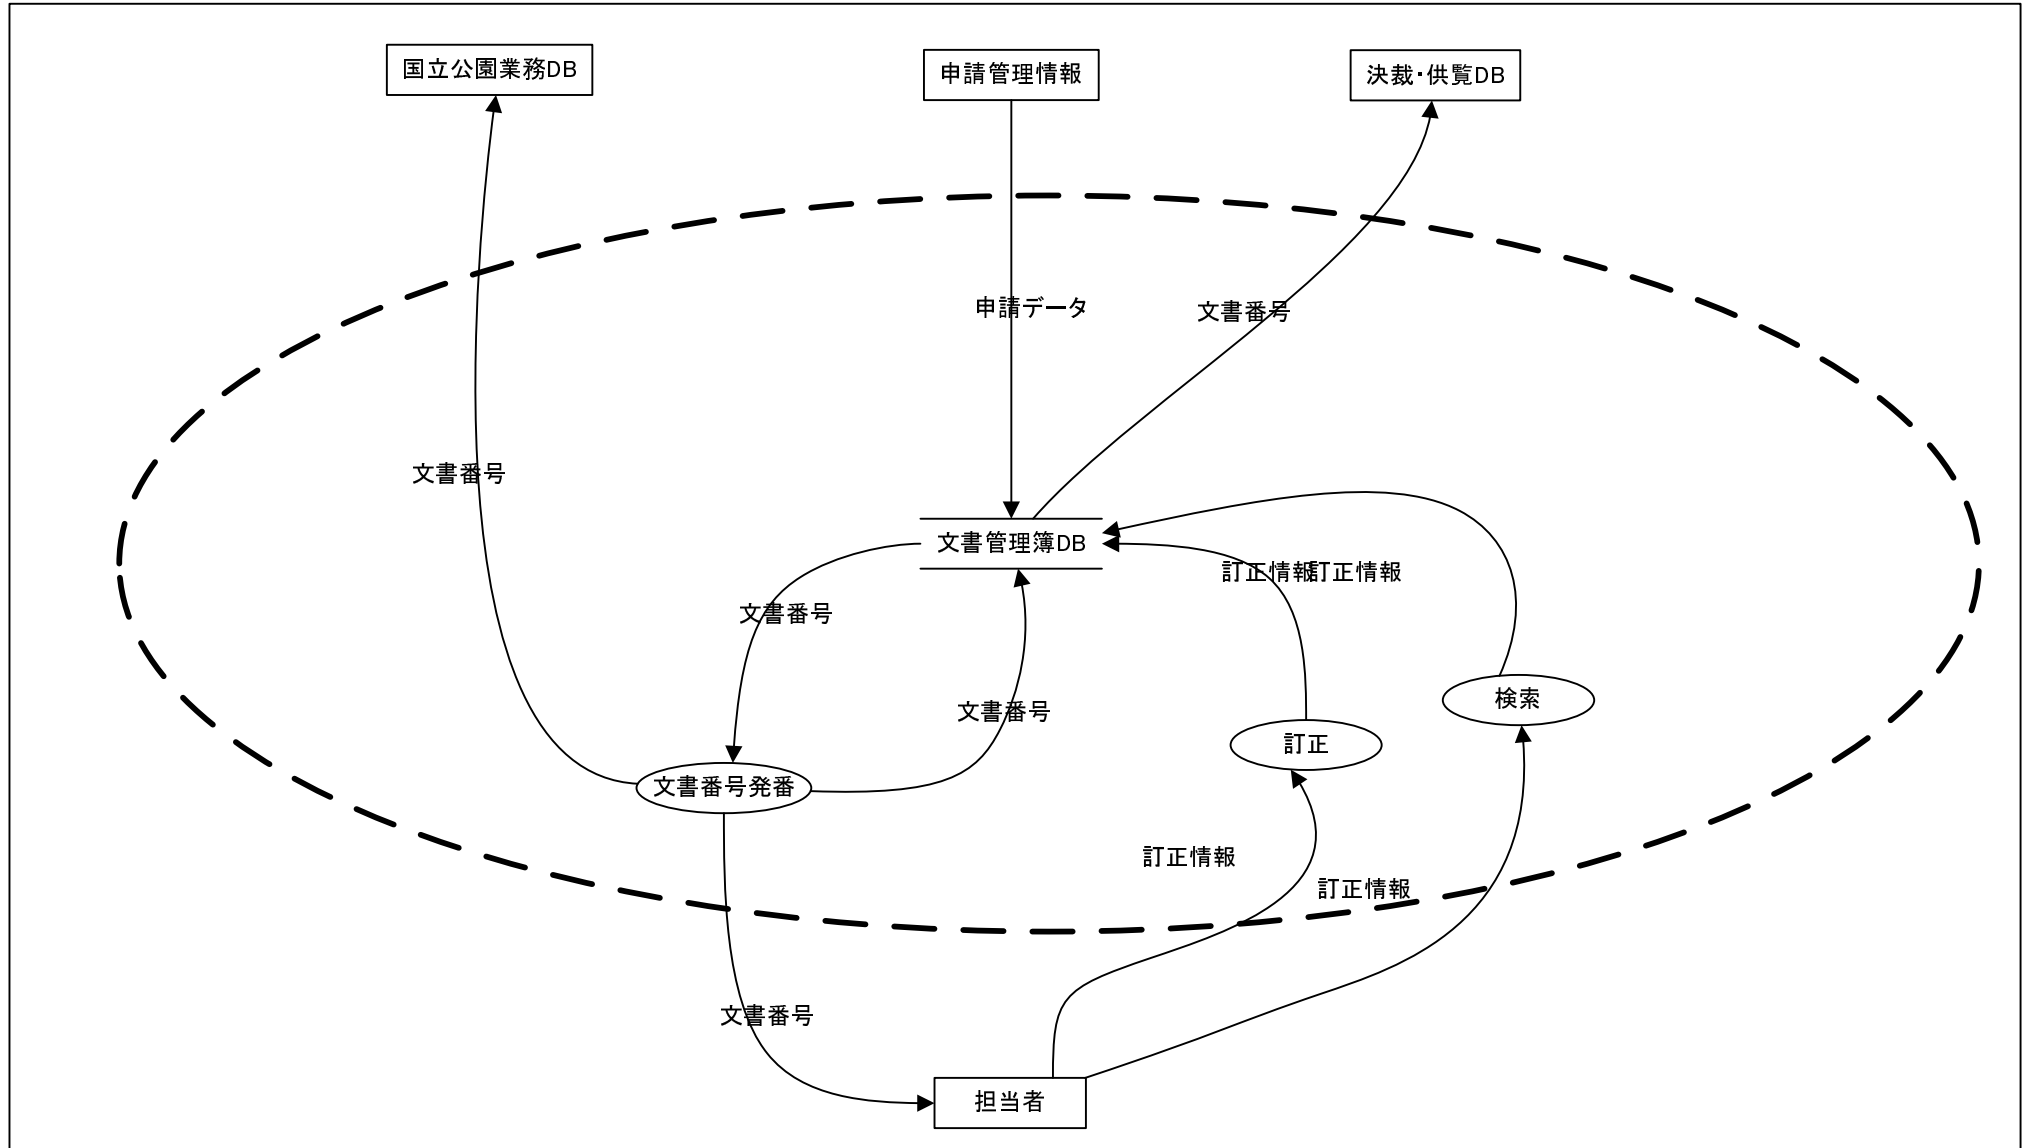 国立公園業務DB
申請管理情報
決裁・供覧DB
申請データ
文書番号
文書番号
文書管理簿DB
訂正情報
訂正情報
文書番号
検索
文書番号
訂正
文書番号発番
訂正情報
訂正情報
文書番号
担当者